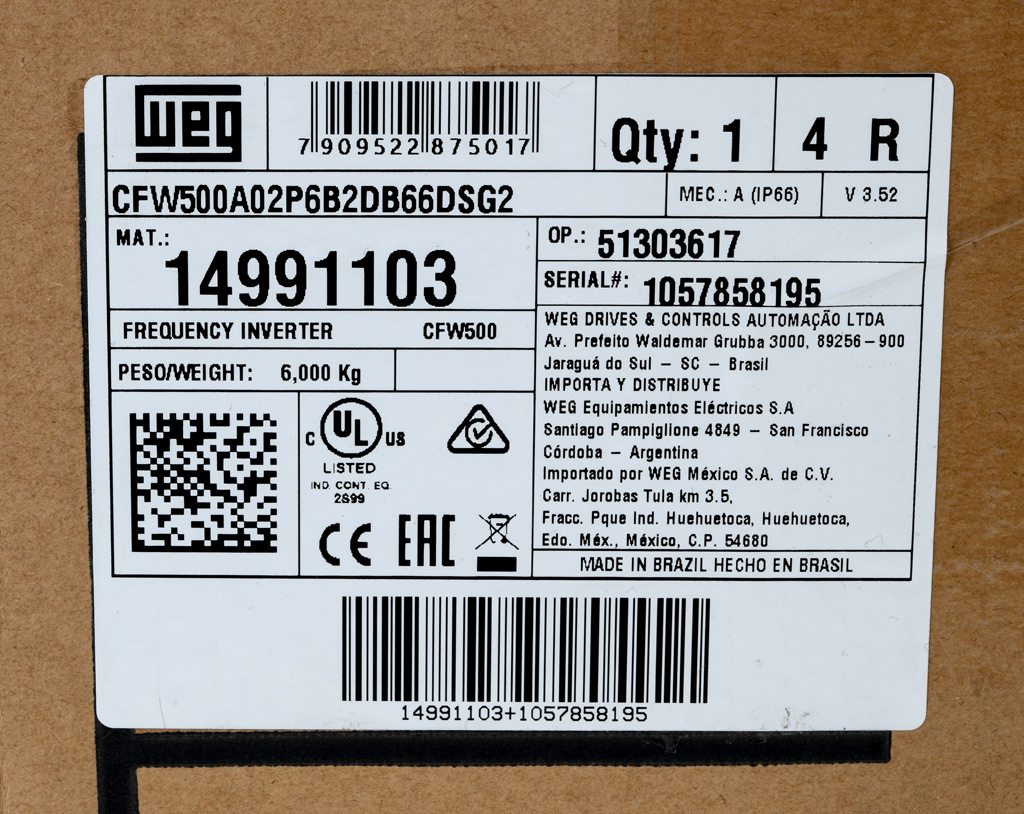 weg
7 909522 875017
Qty: 1
4 R
CFW500A02P6B2DB66DSG2
MEC.: A (IP66)
V 3.52
MAT.:
14991103
OP.: 51303617
SERIAL#: 1057858195
FREQUENCY INVERTER CFW500
PESO/WEIGHT: 6,000 Kg
WEG DRIVES & CONTROLS AUTOMAÇÃO LTDA
Av. Prefeito Waldemar Grubba 3000, 89256-900
Jaraguá do Sul - SC - Brasil
IMPORTA Y DISTRIBUYE
WEG Equipamientos Eléctricos S.A
Santiago Pampiglione 4849 - San Francisco
Córdoba - Argentina
Importado por WEG México S.A. de C.V.
Carr. Jorobas Tula km 3.5,
Fracc. Pque Ind. Huehuetoca, Huehuetoca,
Edo. Méx., México, C.P. 54680
MADE IN BRAZIL HECHO EN BRASIL
C UL US
LISTED
IND. CONT. EQ.
2S99
CE EAC
14991103+1057858195